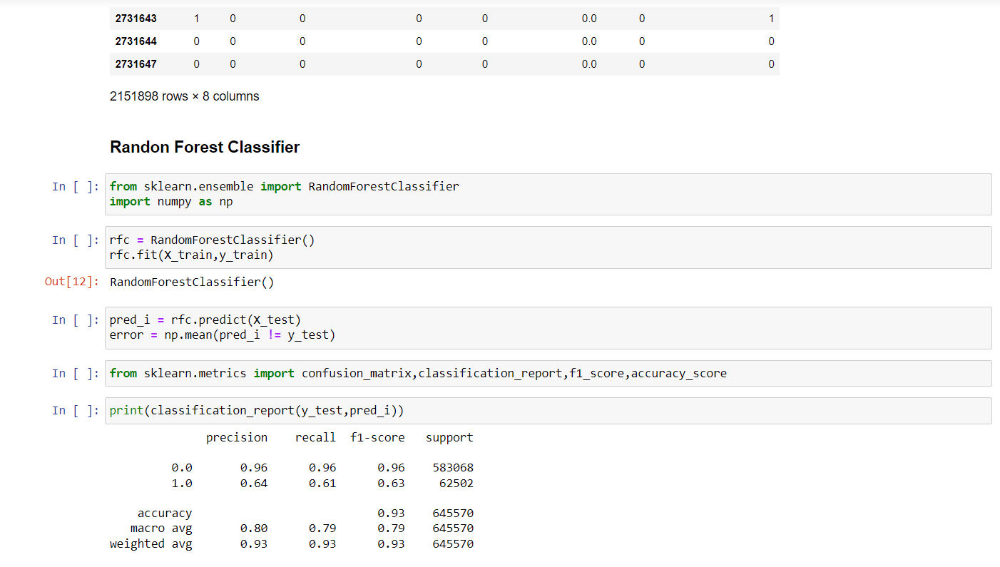 2731643 1 0 0 0 0 0.0 0 1
2731644 0 0 0 0 0 0.0 0 0
2731647 0 0 0 0 0 0.0 0 0
2151898 rows × 8 columns
Randon Forest Classifier
In [ ]: from sklearn.ensemble import RandomForestClassifier
import numpy as np
In [ ]: rfc = RandomForestClassifier()
rfc.fit(X_train,y_train)
Out[12]: RandomForestClassifier()
In [ ]: pred_i = rfc.predict(X_test)
error = np.mean(pred_i != y_test)
In [ ]: from sklearn.metrics import confusion_matrix,classification_report,f1_score,accuracy_score
In [ ]: print(classification_report(y_test,pred_i))
precision recall f1-score support
0.0 0.96 0.96 0.96 583068
1.0 0.64 0.61 0.63 62502
accuracy 0.93 645570
macro avg 0.80 0.79 0.79 645570
weighted avg 0.93 0.93 0.93 645570